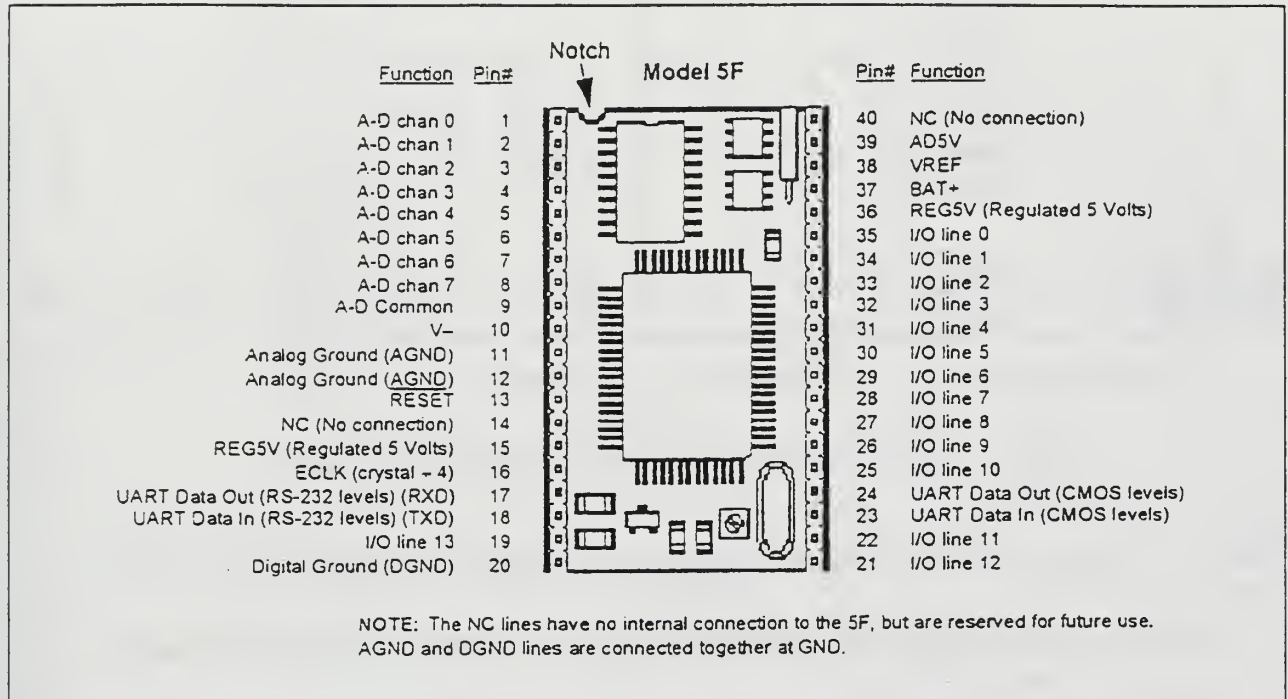 Notch
Function Pin# Model 5F Pin# Function
A-D chan 0 1 40 NC (No connection)
A-D chan 1 2 39 AD5V
A-D chan 2 3 38 VREF
A-D chan 3 4 37 BAT+
A-D chan 4 5 36 REG5V (Regulated 5 Volts)
A-D chan 5 6 35 I/O line 0
A-D chan 6 7 34 I/O line 1
A-D chan 7 8 33 I/O line 2
A-D Common 9 32 I/O line 3
V– 10 31 I/O line 4
Analog Ground (AGND) 11 30 I/O line 5
Analog Ground (AGND) 12 29 I/O line 6
RESET 13 28 I/O line 7
NC (No connection) 14 27 I/O line 8
REG5V (Regulated 5 Volts) 15 26 I/O line 9
ECLK (crystal ÷ 4) 16 25 I/O line 10
UART Data Out (RS-232 levels) (RXD) 17 24 UART Data Out (CMOS levels)
UART Data In (RS-232 levels) (TXD) 18 23 UART Data In (CMOS levels)
I/O line 13 19 22 I/O line 11
Digital Ground (DGND) 20 21 I/O line 12
NOTE: The NC lines have no internal connection to the 5F, but are reserved for future use.
AGND and DGND lines are connected together at GND.